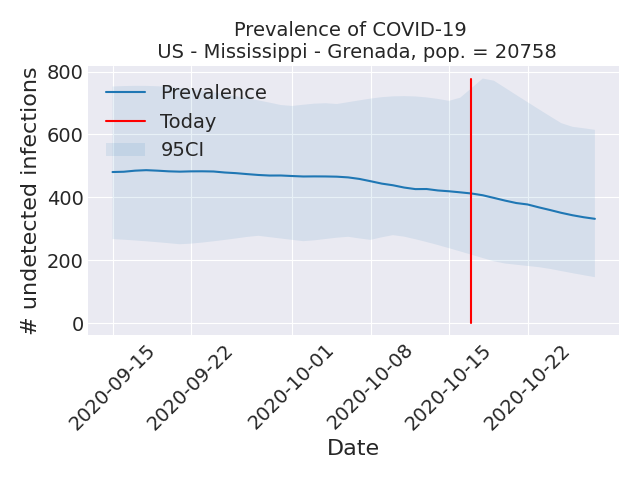 Prevalence of COVID-19
US - Mississippi - Grenada, pop. = 20758
# undetected infections
800
600
400
200
0
Prevalence
Today
95CI
2020-09-15
2020-09-22
2020-10-01
2020-10-08
2020-10-15
2020-10-22
Date